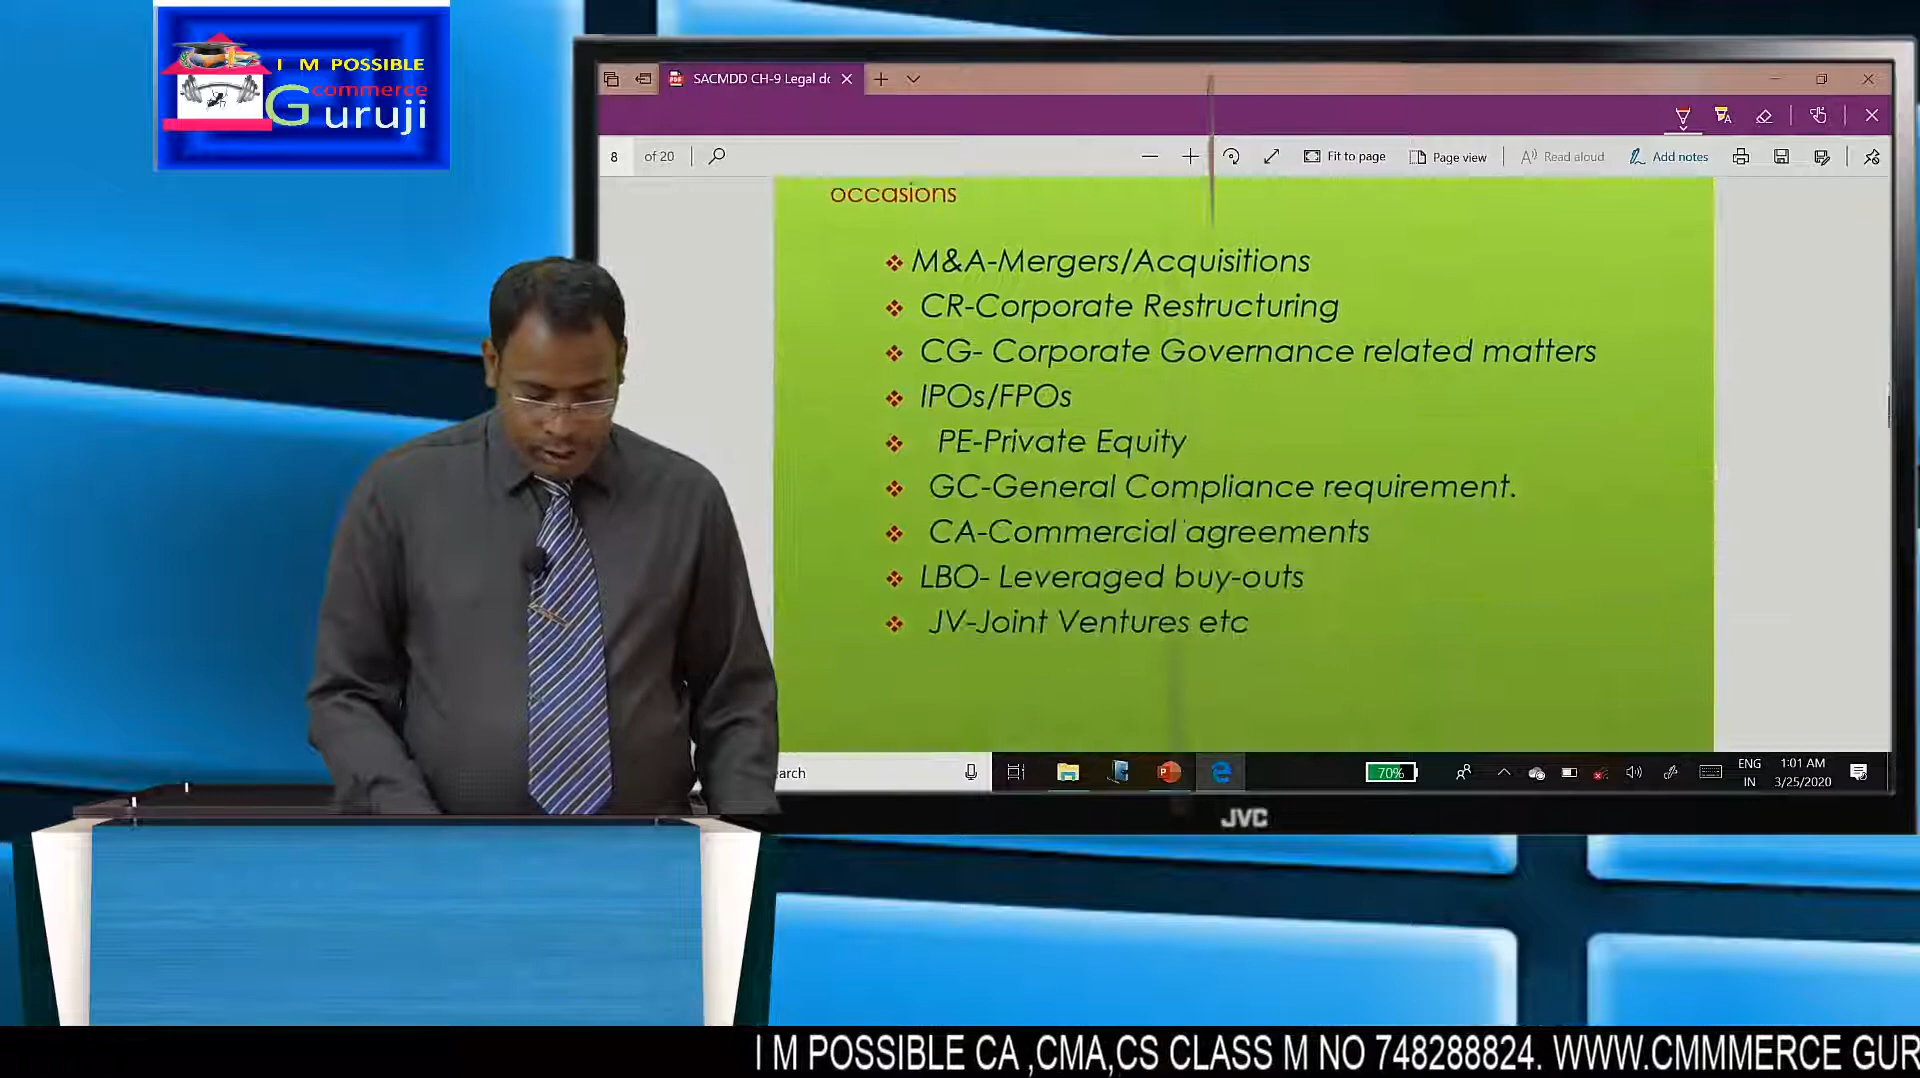 I M POSSIBLE
commerce
Guruji
SACMDD CH-9 Legal dc
8 of 20
Fit to page
Page view
Read aloud
Add notes
occasions
M&A-Mergers/Acquisitions
CR-Corporate Restructuring
CG- Corporate Governance related matters
IPOs/FPOs
PE-Private Equity
GC-General Compliance requirement.
CA-Commercial agreements
LBO- Leveraged buy-outs
JV-Joint Ventures etc
earch
70%
ENG
IN
1:01 AM
3/25/2020
JVC
I M POSSIBLE CA ,CMA,CS CLASS M NO 748288824. WWW.CMMMERCE GUR